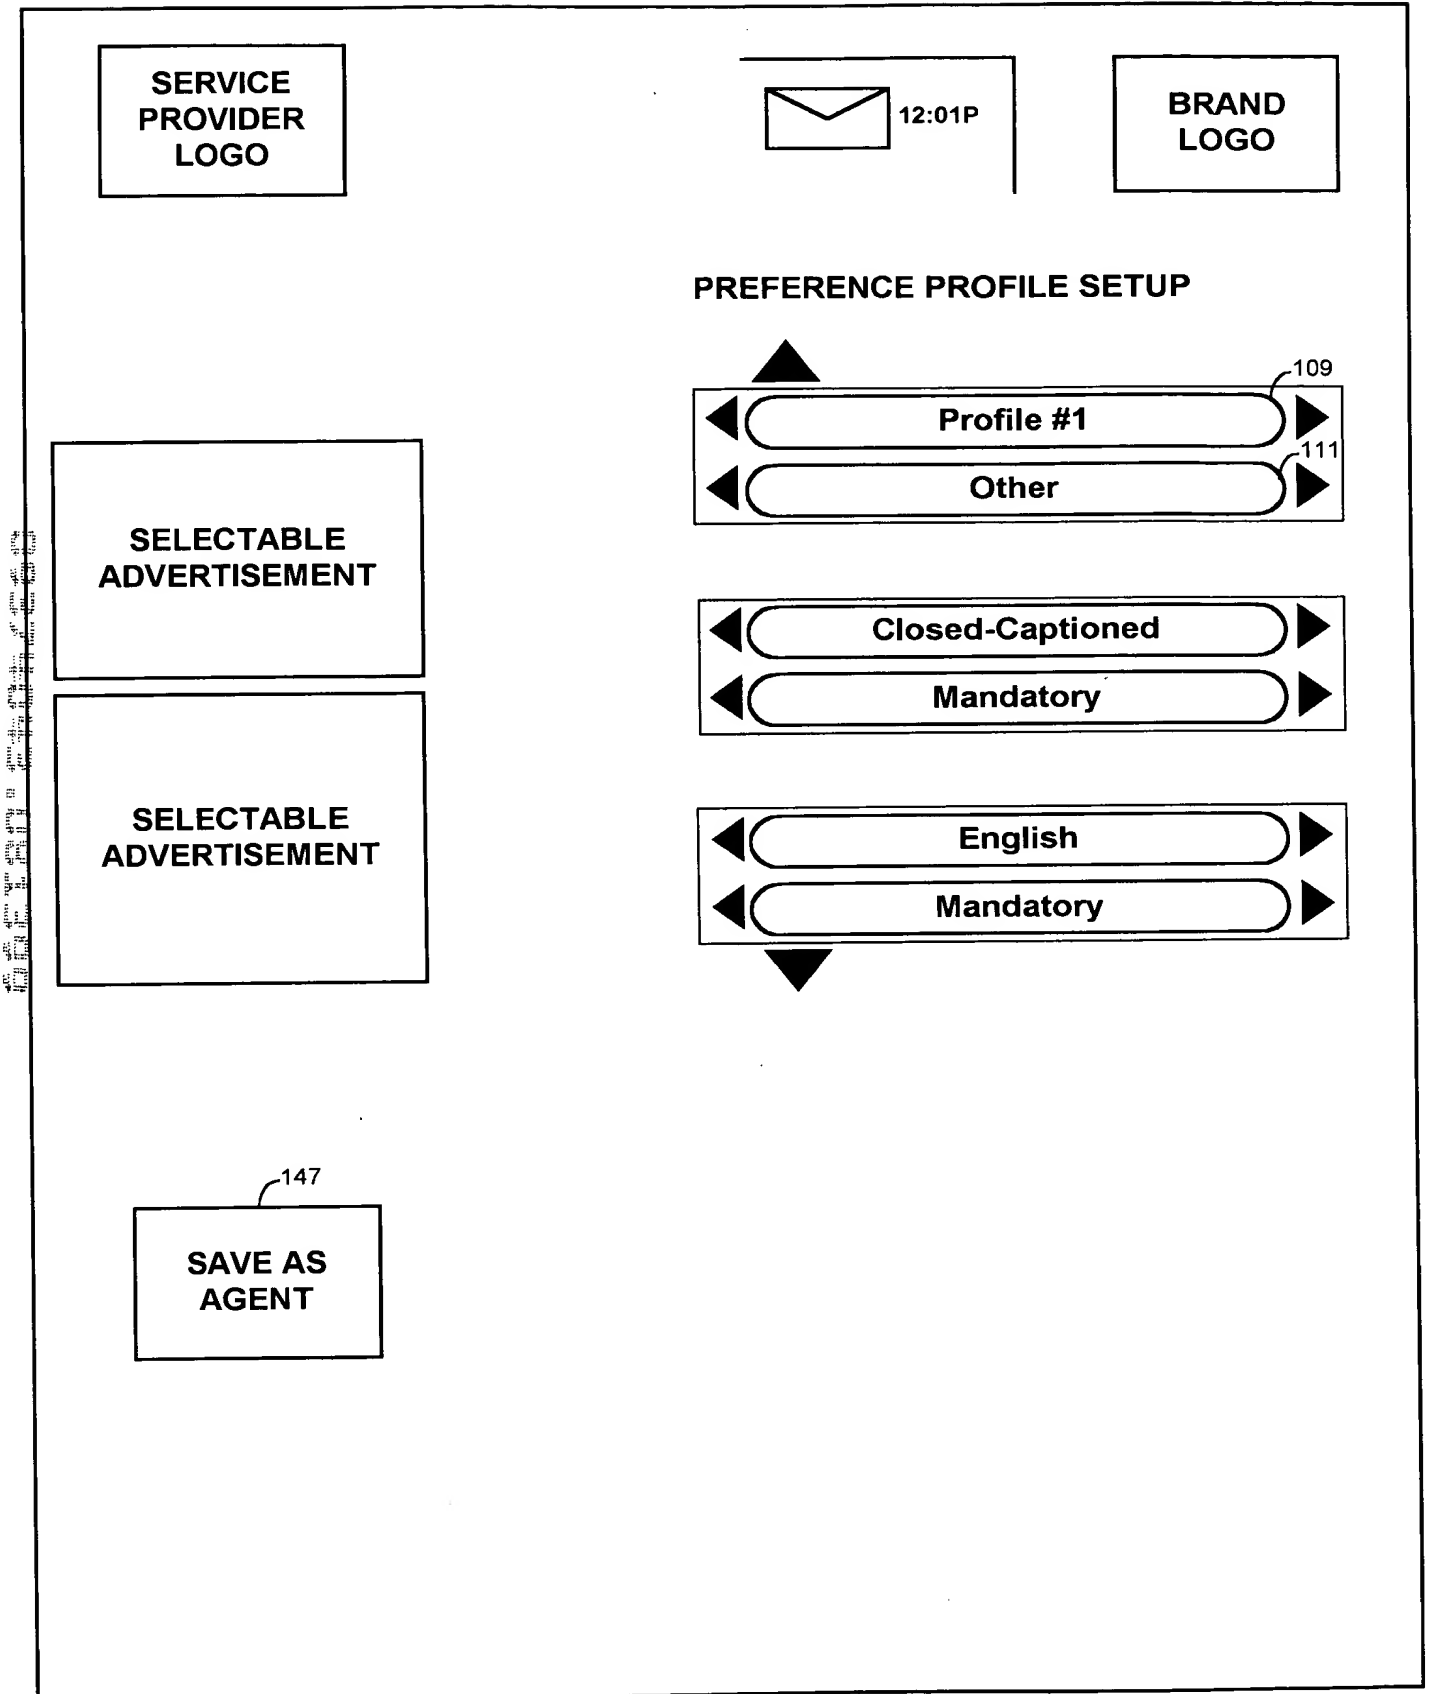 SERVICE
PROVIDER
LOGO
12:01P
BRAND
LOGO
PREFERENCE PROFILE SETUP
109
Profile #1
111
Other
SELECTABLE
ADVERTISEMENT
Closed-Captioned
Mandatory
SELECTABLE
ADVERTISEMENT
English
Mandatory
147
SAVE AS
AGENT